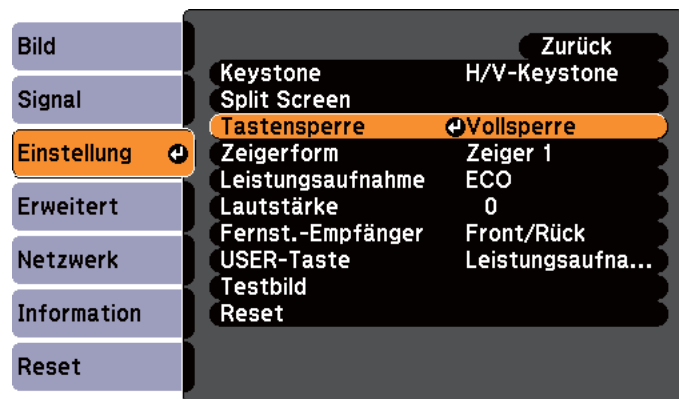 Bild
Signal
Einstellung
Erweitert
Netzwerk
Information
Reset
Zurück
Keystone H/V-Keystone
Split Screen
Tastensperre Vollsperre
Zeigerform Zeiger 1
Leistungsaufnahme ECO
Lautstärke 0
Fernst.-Empfänger Front/Rück
USER-Taste Leistungsaufna...
Testbild
Reset